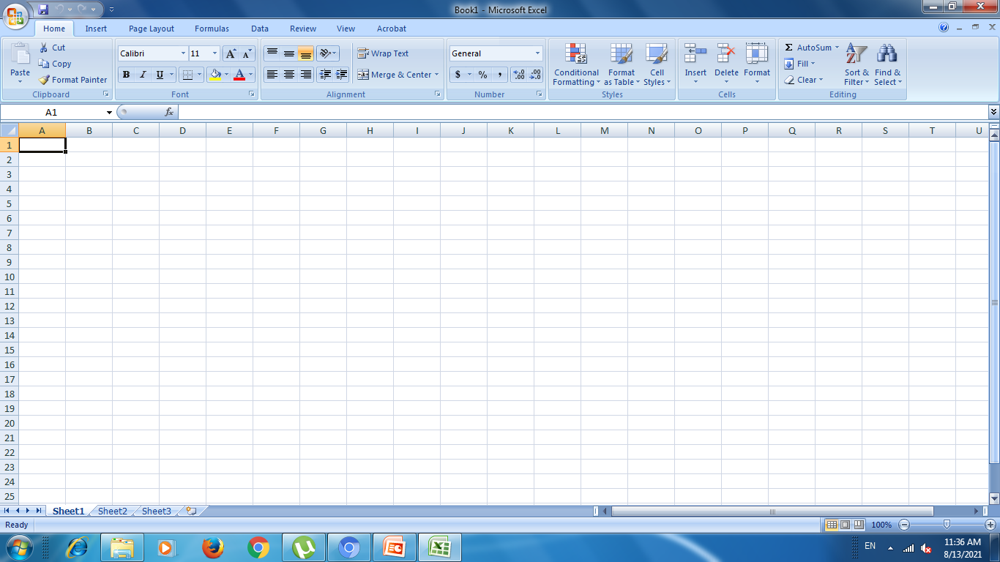 Book1 - Microsoft Excel
Home Insert Page Layout Formulas Data Review View Acrobat
Paste
Cut
Copy
Format Painter
Clipboard
Calibri 11
B I U A
Font
Wrap Text
Merge & Center
Alignment
General
$ % ,
Number
Conditional Formatting
Format as Table
Cell Styles
Styles
Insert Delete Format
Cells
Σ AutoSum
Fill
Clear
Sort & Filter
Find & Select
Editing
A1 fx
A B C D E F G H I J K L M N O P Q R S T U
1
2
3
4
5
6
7
8
9
10
11
12
13
14
15
16
17
18
19
20
21
22
23
24
25
Sheet1 Sheet2 Sheet3
Ready 100%
EN 11:36 AM
8/13/2021